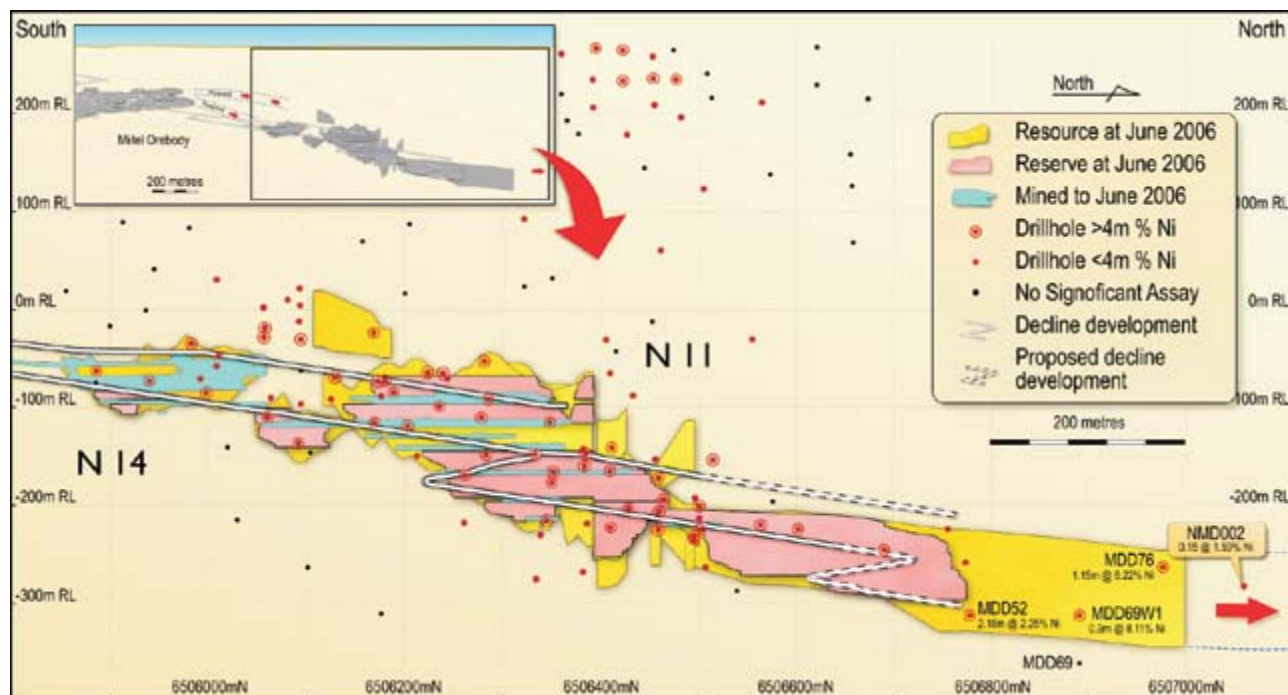 South
North
200m RL
100m RL
0m RL
-100m RL
-200m RL
-300m RL
Mitel Orebody
200 metres
North
Resource at June 2006
Reserve at June 2006
Mined to June 2006
Drillhole >4m % Ni
Drillhole <4m % Ni
No Signoficant Assay
Decline development
Proposed decline
development
200 metres
200m RL
100m RL
0m RL
-100m RL
-200m RL
N 11
N 14
NMD002
0.15 @ 1.50% Ni
MDD76
1.15m @ 6.22% Ni
MDD52
2.18m @ 2.25% Ni
MDD69W1
MDD69
6506000mN
6506200mN
6506400mN
6506600mN
6506800mN
6507000mN